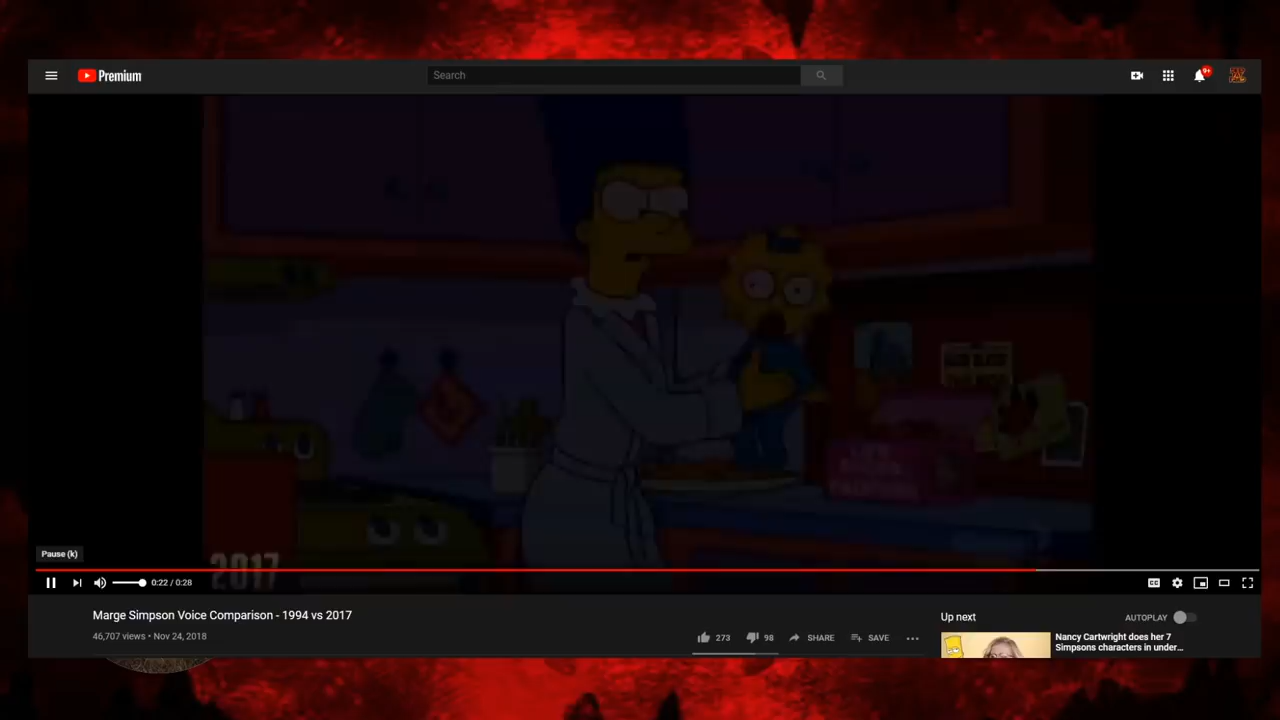 Premium
Search
9+
2017
Pause (k)
0:22 / 0:28
Marge Simpson Voice Comparison - 1994 vs 2017
46,707 views • Nov 24, 2018
273
98
SHARE
SAVE
Up next
AUTOPLAY
Nancy Cartwright does her 7
Simpsons characters in under...